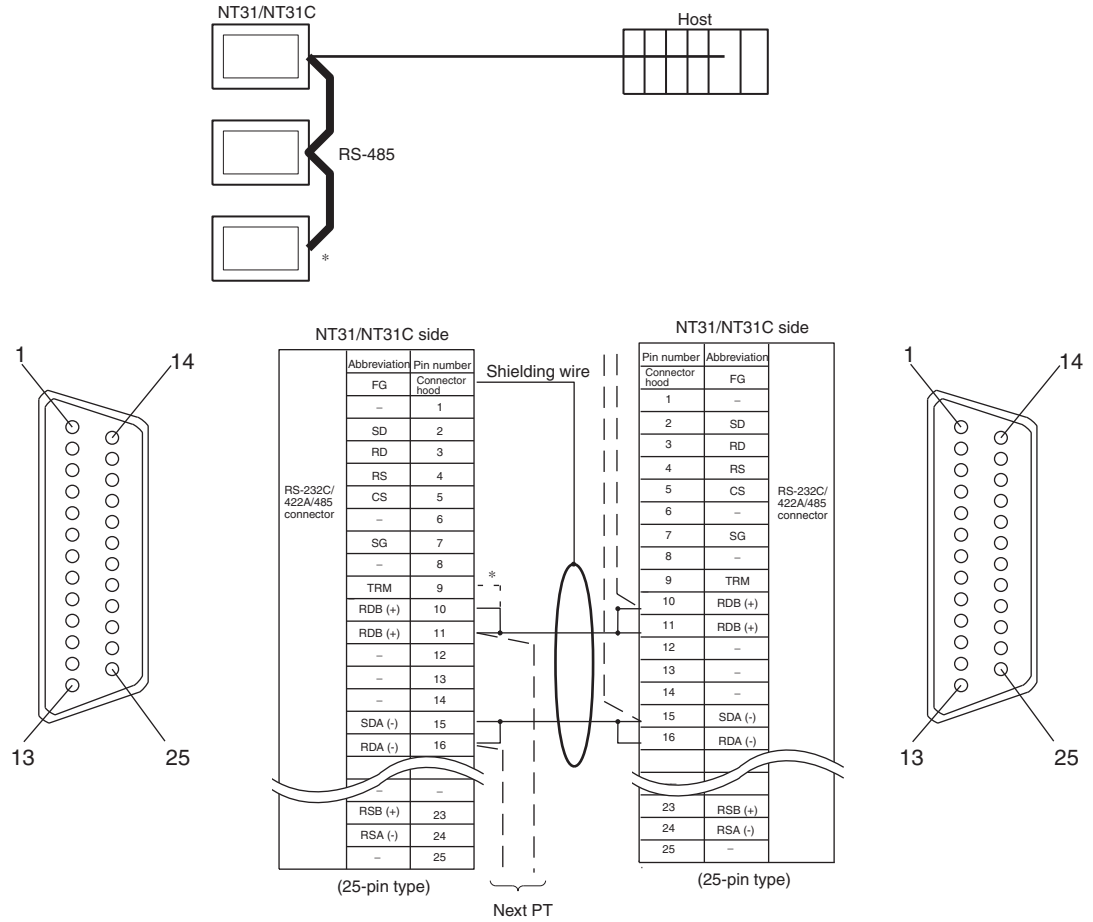 NT31/NT31C
Host
RS-485
*
NT31/NT31C side
NT31/NT31C side
1
14
13
25
Abbreviation Pin number
FG Connector hood
– 1
SD 2
RD 3
RS 4
CS 5
– 6
SG 7
– 8
TRM 9
RDB (+) 10
RDB (+) 11
– 12
– 13
– 14
SDA (-) 15
RDA (-) 16
– –
RSB (+) 23
RSA (-) 24
– 25
RS-232C/
422A/485
connector
(25-pin type)
Shielding wire
*
Next PT
Pin number Abbreviation
Connector hood FG
1 –
2 SD
3 RD
4 RS
5 CS
6 –
7 SG
8 –
9 TRM
10 RDB (+)
11 RDB (+)
12 –
13 –
14 –
15 SDA (-)
16 RDA (-)
–
23 RSB (+)
24 RSA (-)
25 –
RS-232C/
422A/485
connector
(25-pin type)
1
14
13
25